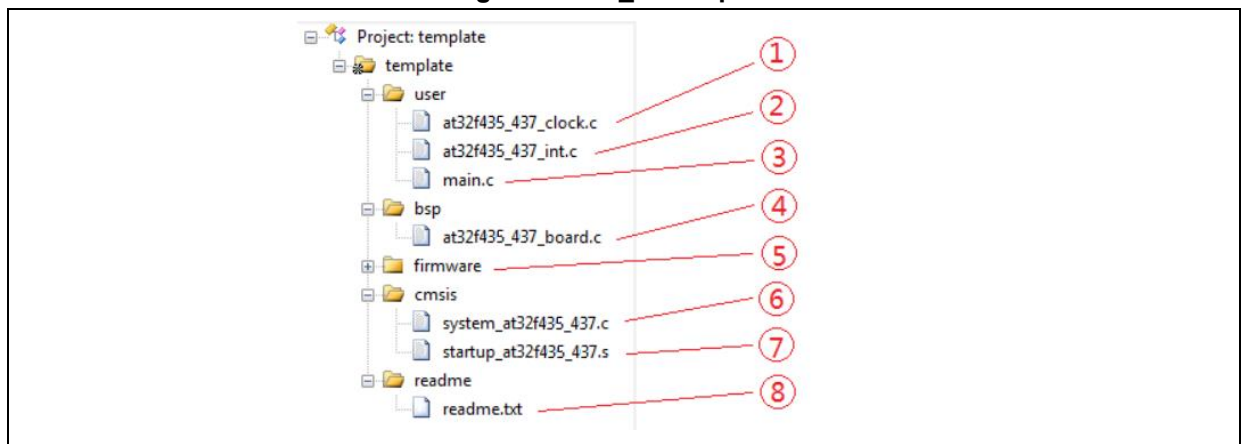 Project: template
template
user
at32f435_437_clock.c ①
at32f435_437_int.c ②
main.c ③
bsp
at32f435_437_board.c ④
firmware ⑤
cmsis
system_at32f435_437.c ⑥
startup_at32f435_437.s ⑦
readme
readme.txt ⑧